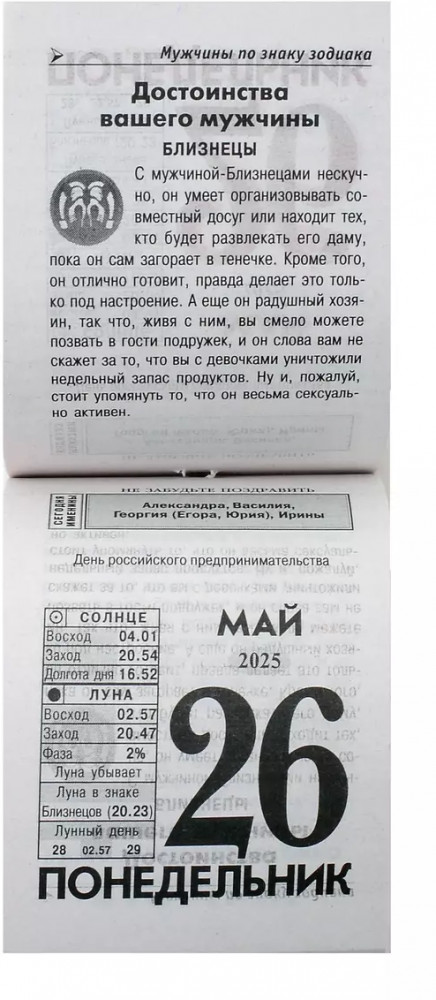 Мужчины по знаку зодиака
Достоинства
вашего мужчины
БЛИЗНЕЦЫ
С мужчиной-Близнецами нескуч-
но, он умеет организовывать со-
вместный досуг или находит тех,
кто будет развлекать его даму,
пока он сам загорает в тенечке. Кроме того,
он отлично готовит, правда делает это толь-
ко под настроение. А еще он радушный хозя-
ин, так что, живя с ним, вы смело можете
позвать в гости подружек, и он слова вам не
скажет за то, что вы с девочками уничтожили
недельный запас продуктов. Ну и, пожалуй,
стоит упомянуть то, что он весьма сексуаль-
но активен.
НЕ ЗАБУДЬТЕ ПОЗДРАВИТЬ
СЕГОДНЯ
ИМЕНИНЫ
Александра, Василия,
Георгия (Егора, Юрия), Ирины
День российского предпринимательства
СОЛНЦЕ
Восход 04.01
Заход 20.54
Долгота дня 16.52
ЛУНА
Восход 02.57
Заход 20.47
Фаза 2%
Луна убывает
Луна в знаке
Близнецов (20.23)
Лунный день
28 02.57 29
МАЙ
2025
26
ПОНЕДЕЛЬНИК